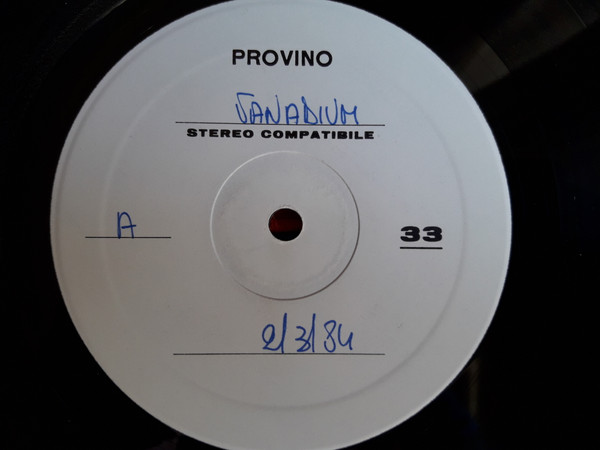 PROVINO
VANADIUM
STEREO COMPATIBILE
A
33
2/3/84